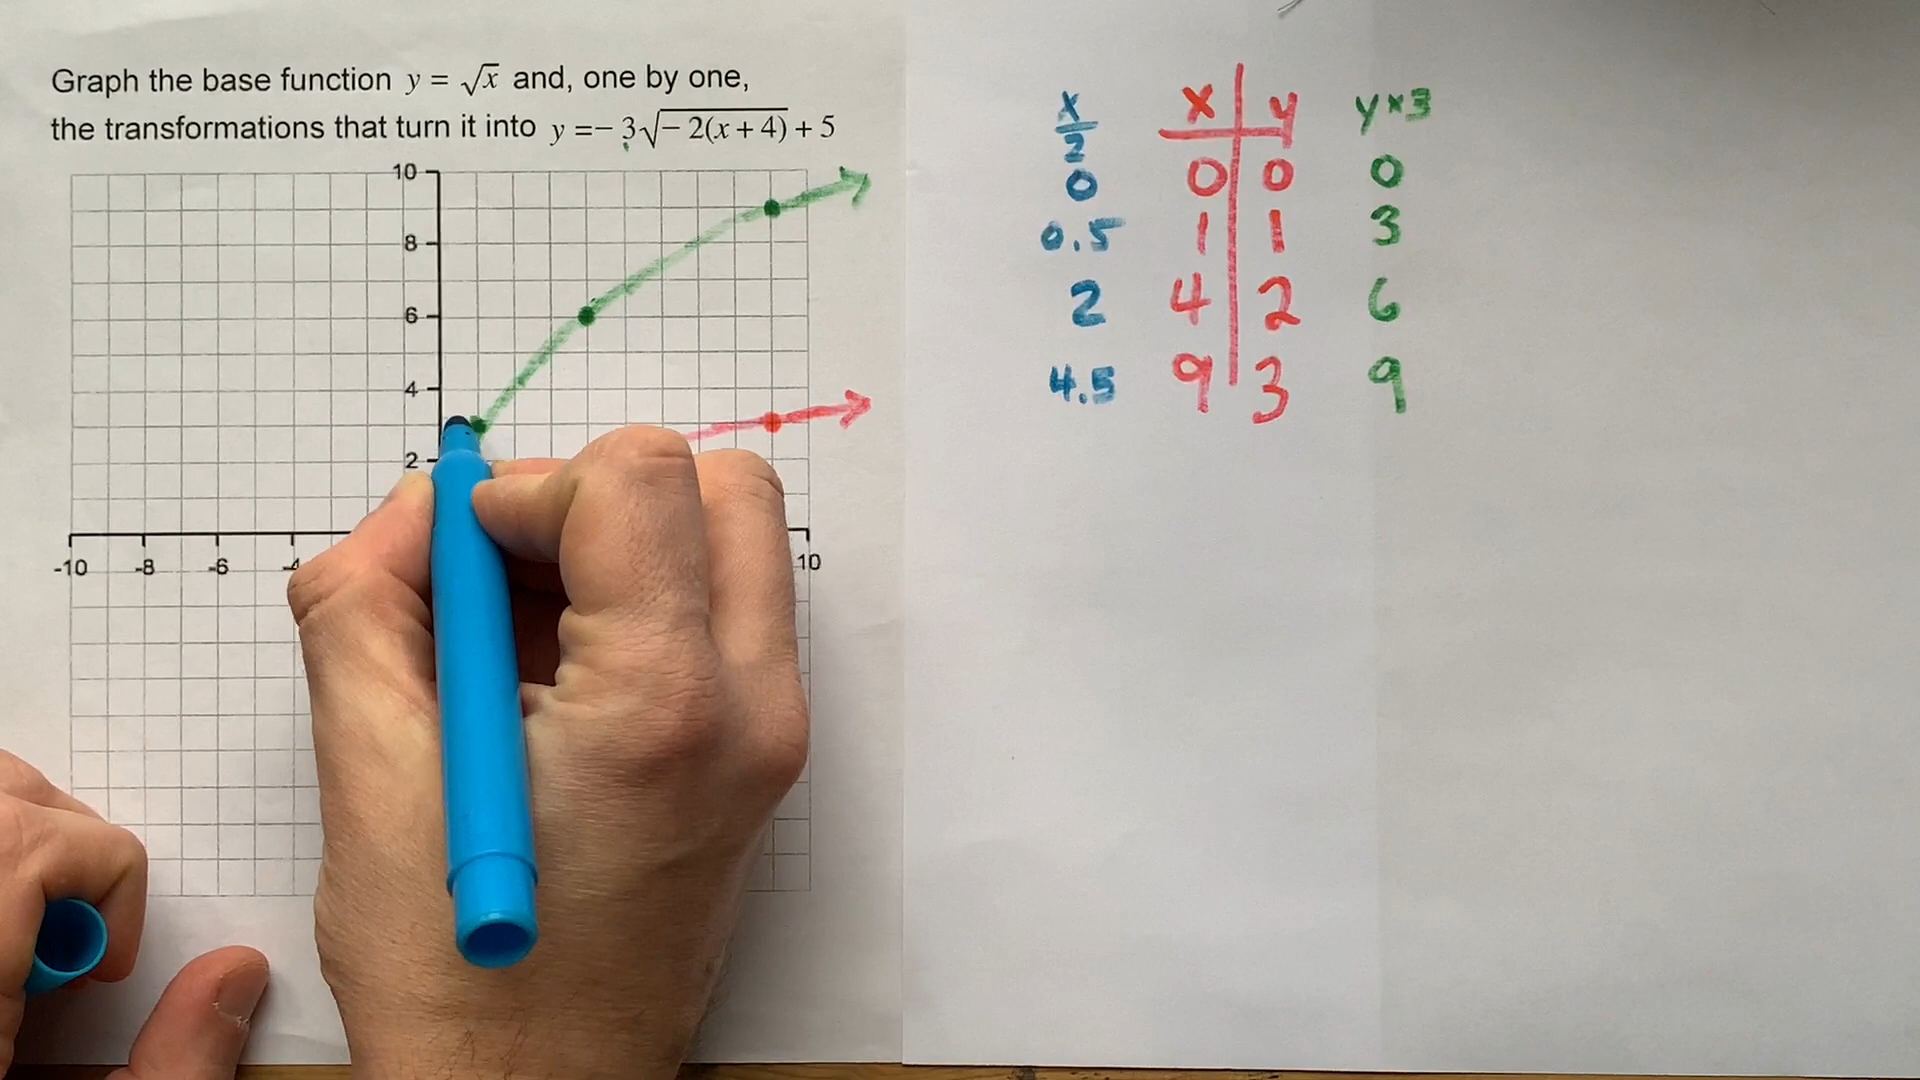 Graph the base function y = √x and, one by one,
the transformations that turn it into y =− 3√− 2(x + 4) + 5
10
8
6
4
2
-10 -8 -6 -4 10
x/2 x y y×3
0 0 0 0
0.5 1 1 3
2 4 2 6
4.5 9 3 9